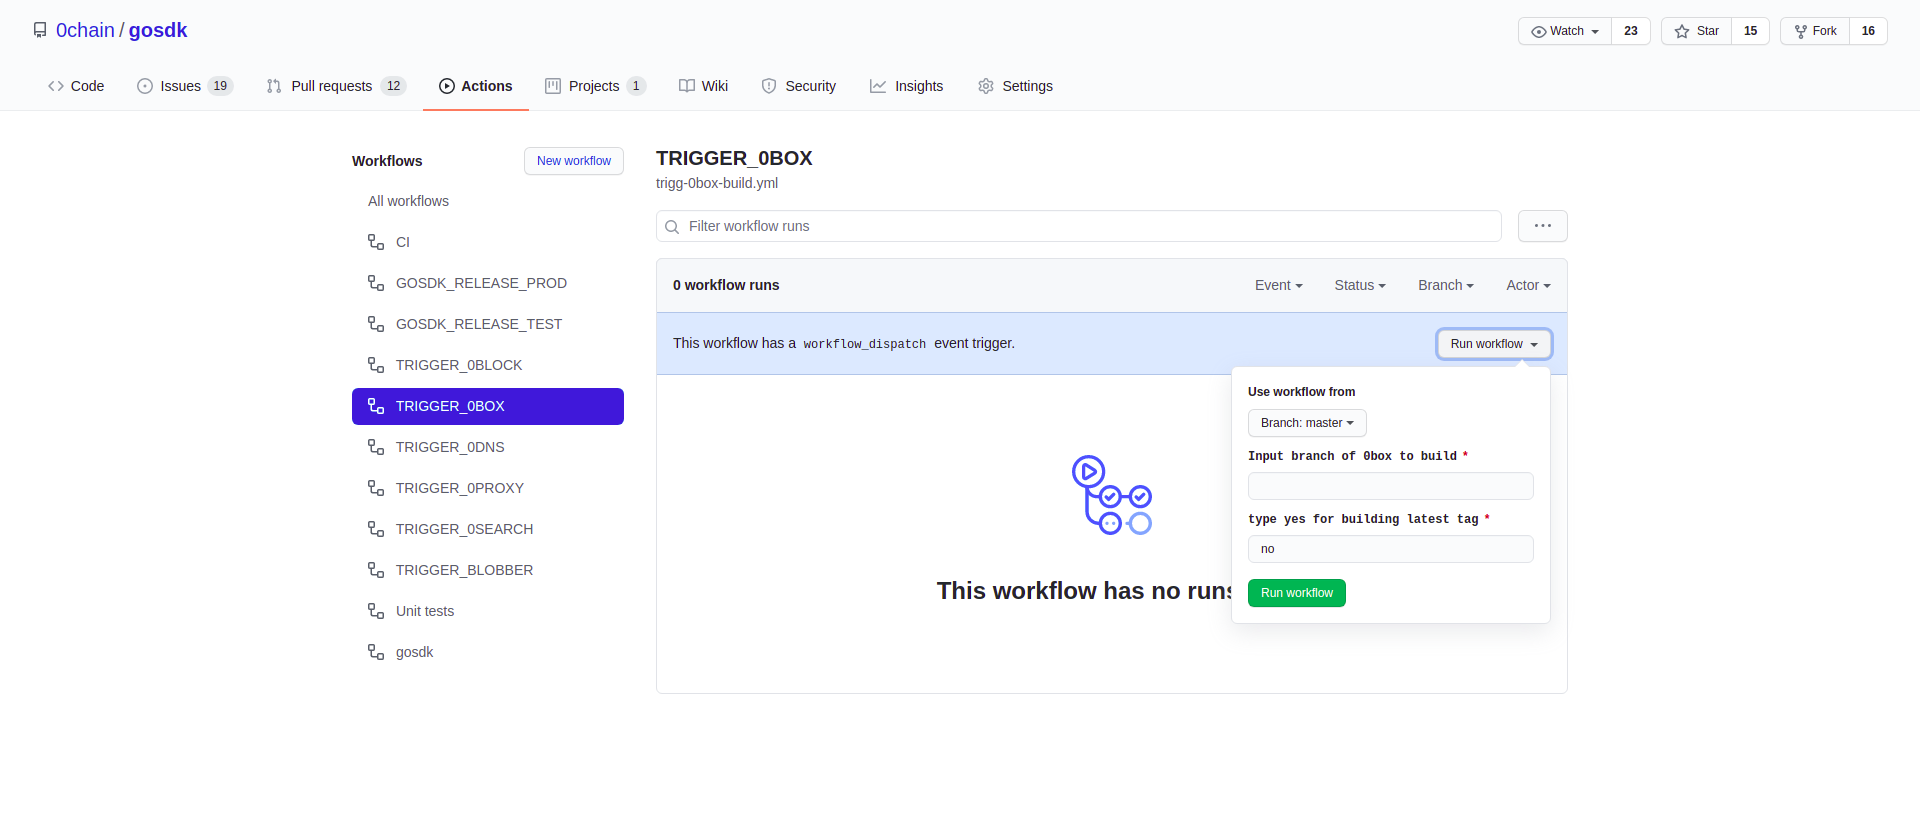 0chain / gosdk
Watch 23
Star 15
Fork 16
Code
Issues 19
Pull requests 12
Actions
Projects 1
Wiki
Security
Insights
Settings
Workflows
New workflow
All workflows
CI
GOSDK_RELEASE_PROD
GOSDK_RELEASE_TEST
TRIGGER_0BLOCK
TRIGGER_0BOX
TRIGGER_0DNS
TRIGGER_0PROXY
TRIGGER_0SEARCH
TRIGGER_BLOBBER
Unit tests
gosdk
TRIGGER_0BOX
trigg-0box-build.yml
Filter workflow runs
0 workflow runs
Event
Status
Branch
Actor
This workflow has a workflow_dispatch event trigger.
Run workflow
Use workflow from
Branch: master
Input branch of 0box to build *
type yes for building latest tag *
no
Run workflow
This workflow has no runs